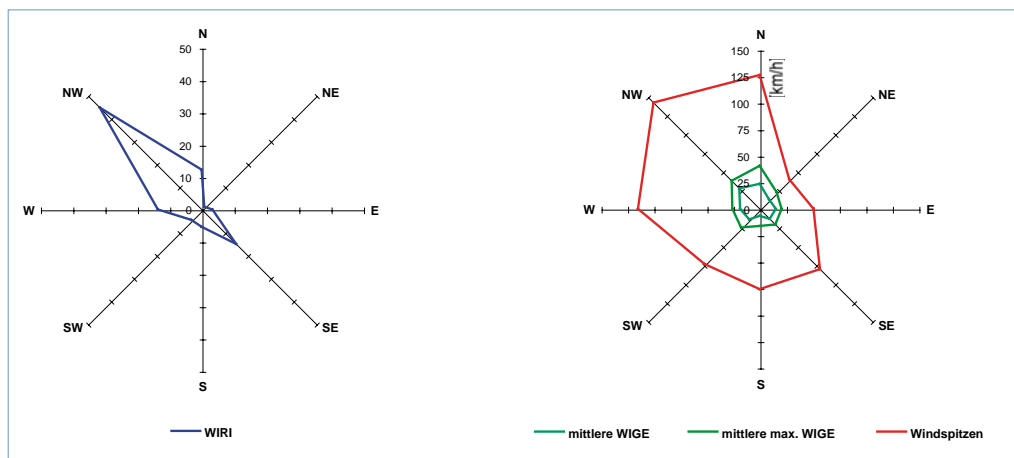 N
50
40
30
20
10
0
NW
NE
W
E
SW
SE
S
WIRI
N
150
125
100
75
50
25
0
[km/h]
NW
NE
W
E
SW
SE
S
mittlere WIGE
mittlere max. WIGE
Windspitzen